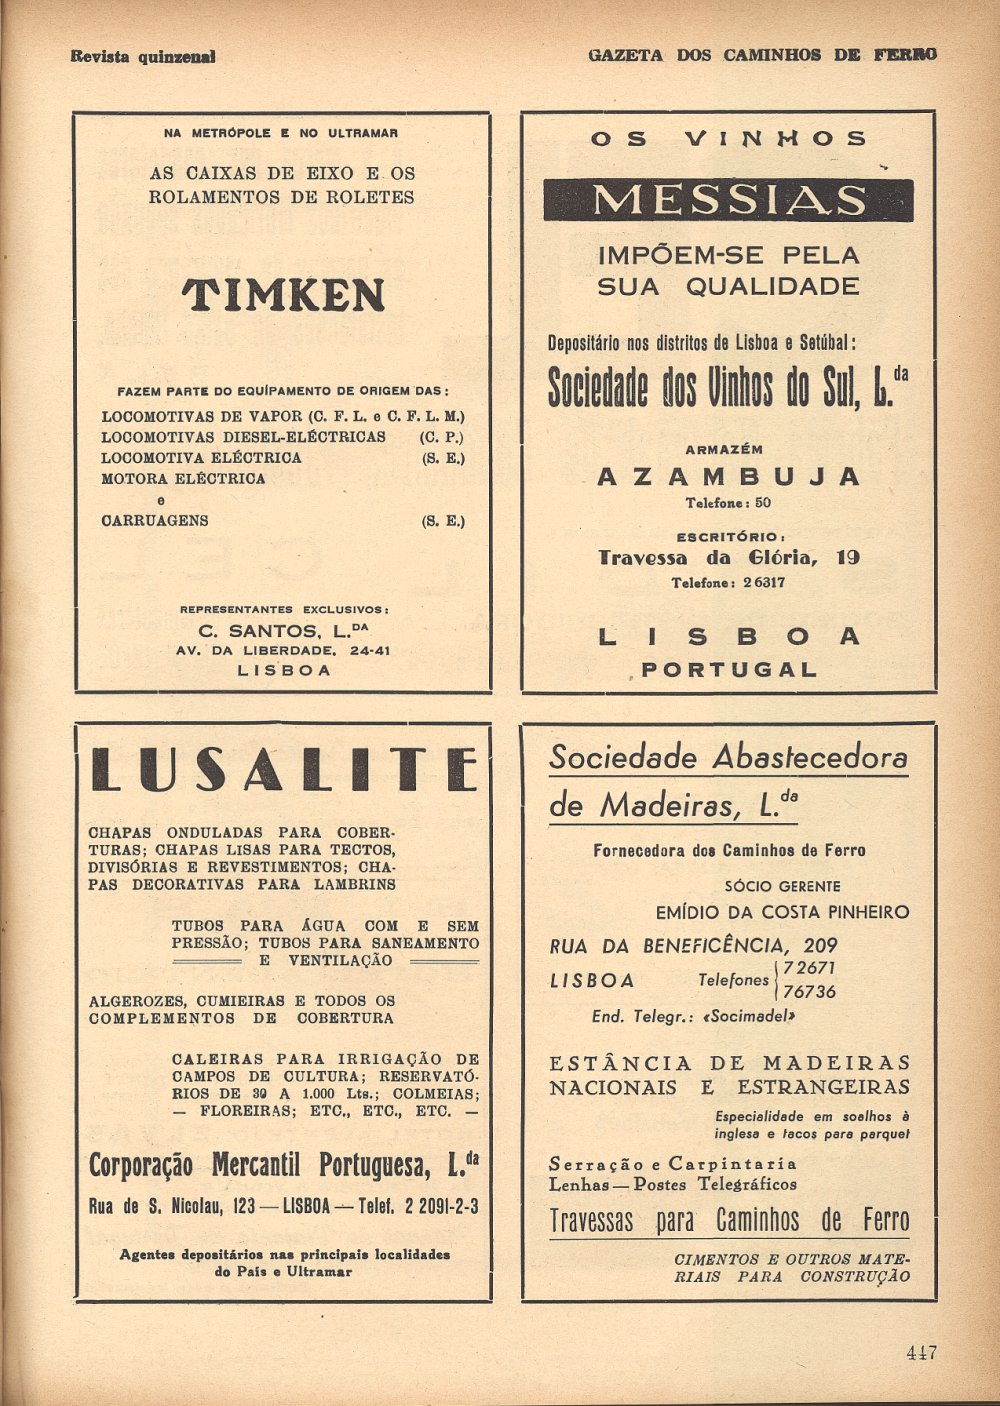 Revista quinzenal
GAZETA DOS CAMINHOS DE FERRO
NA METRÓPOLE E NO ULTRAMAR
AS CAIXAS DE EIXO E OS
ROLAMENTOS DE ROLETES
TIMKEN
FAZEM PARTE DO EQUÍPAMENTO DE ORIGEM DAS:
LOCOMOTIVAS DE VAPOR (C. F. L. e C. F. L. M.)
LOCOMOTIVAS DIESEL-ELÉCTRICAS (C. P.)
LOCOMOTIVA ELÉCTRICA (S. E.)
MOTORA ELÉCTRICA
e
CARRUAGENS (S. E.)
REPRESENTANTES EXCLUSIVOS:
C. SANTOS, L.DA
AV. DA LIBERDADE, 24-41
LISBOA
OS VINHOS
MESSIAS
IMPÕEM-SE PELA
SUA QUALIDADE
Depositário nos distritos de Lisboa e Setúbal:
Sociedade dos Vinhos do Sul, L.da
ARMAZÉM
AZAMBUJA
Telefone: 50
ESCRITÓRIO:
Travessa da Glória, 19
Telefone: 26317
LISBOA
PORTUGAL
LUSALITE
CHAPAS ONDULADAS PARA COBER-
TURAS; CHAPAS LISAS PARA TECTOS,
DIVISÓRIAS E REVESTIMENTOS; CHA-
PAS DECORATIVAS PARA LAMBRINS
TUBOS PARA ÁGUA COM E SEM
PRESSÃO; TUBOS PARA SANEAMENTO
E VENTILAÇÃO
ALGEROZES, CUMIEIRAS E TODOS OS
COMPLEMENTOS DE COBERTURA
CALEIRAS PARA IRRIGAÇÃO DE
CAMPOS DE CULTURA; RESERVATÓ-
RIOS DE 30 A 1.000 Lts.; COLMEIAS;
— FLOREIRAS; ETC., ETC., ETC. —
Corporação Mercantil Portuguesa, L.da
Rua de S. Nicolau, 123 — LISBOA — Telef. 2 2091-2-3
Agentes depositários nas principais localidades
do País e Ultramar
Sociedade Abastecedora
de Madeiras, L.da
Fornecedora dos Caminhos de Ferro
SÓCIO GERENTE
EMÍDIO DA COSTA PINHEIRO
RUA DA BENEFICÊNCIA, 209
LISBOA Telefones 72671
76736
End. Telegr.: «Socimadel»
ESTÂNCIA DE MADEIRAS
NACIONAIS E ESTRANGEIRAS
Especialidade em soalhos à
inglesa e tacos para parquet
Serração e Carpintaria
Lenhas — Postes Telegráficos
Travessas para Caminhos de Ferro
CIMENTOS E OUTROS MATE-
RIAIS PARA CONSTRUÇÃO
447